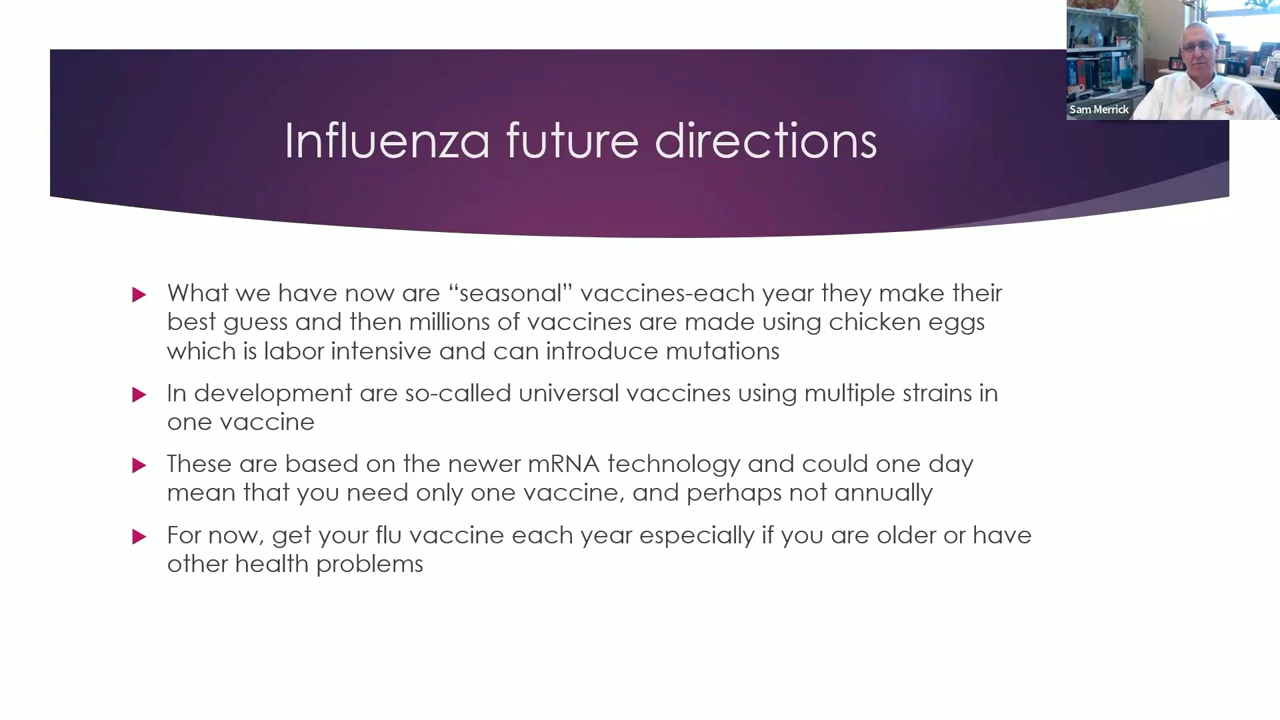 Sam Merrick
Influenza future directions
What we have now are “seasonal” vaccines-each year they make their
best guess and then millions of vaccines are made using chicken eggs
which is labor intensive and can introduce mutations
In development are so-called universal vaccines using multiple strains in
one vaccine
These are based on the newer mRNA technology and could one day
mean that you need only one vaccine, and perhaps not annually
For now, get your flu vaccine each year especially if you are older or have
other health problems